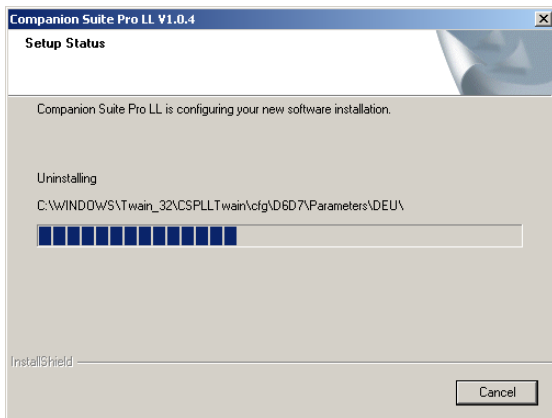 Companion Suite Pro LL V1.0.4
Setup Status
Companion Suite Pro LL is configuring your new software installation.
Uninstalling
C:\WINDOWS\Twain_32\CSPLLTwain\cfg\D6D7\Parameters\DEU\
InstallShield
Cancel